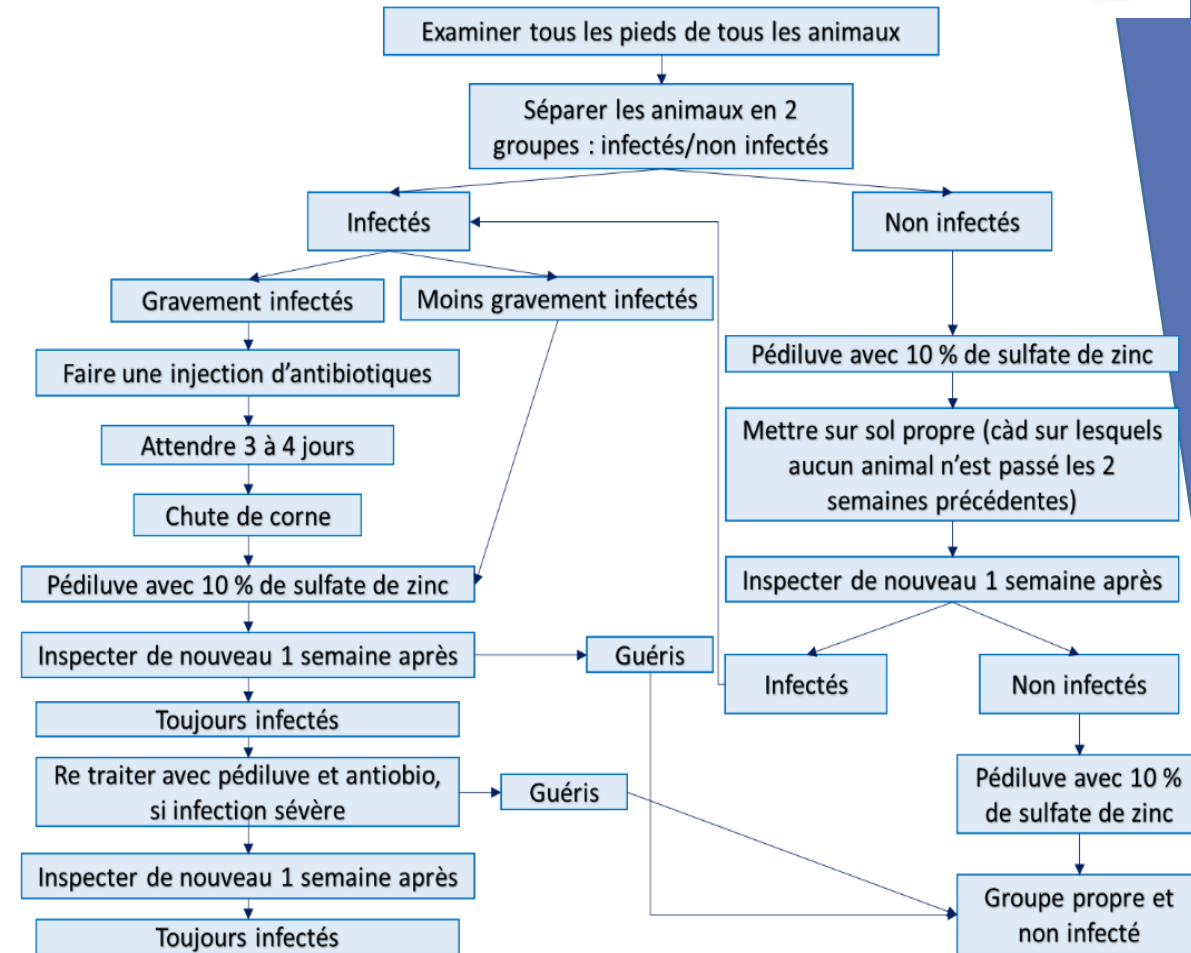 Examiner tous les pieds de tous les animaux
Séparer les animaux en 2
groupes : infectés/non infectés
Infectés
Non infectés
Gravement infectés
Moins gravement infectés
Faire une injection d'antibiotiques
Attendre 3 à 4 jours
Chute de corne
Pédiluve avec 10 % de sulfate de zinc
Inspecter de nouveau 1 semaine après
Guéris
Toujours infectés
Re traiter avec pédiluve et antiobio,
si infection sévère
Guéris
Inspecter de nouveau 1 semaine après
Toujours infectés
Pédiluve avec 10 % de sulfate de zinc
Mettre sur sol propre (càd sur lesquels
aucun animal n'est passé les 2
semaines précédentes)
Inspecter de nouveau 1 semaine après
Infectés
Non infectés
Pédiluve avec 10 %
de sulfate de zinc
Groupe propre et
non infecté